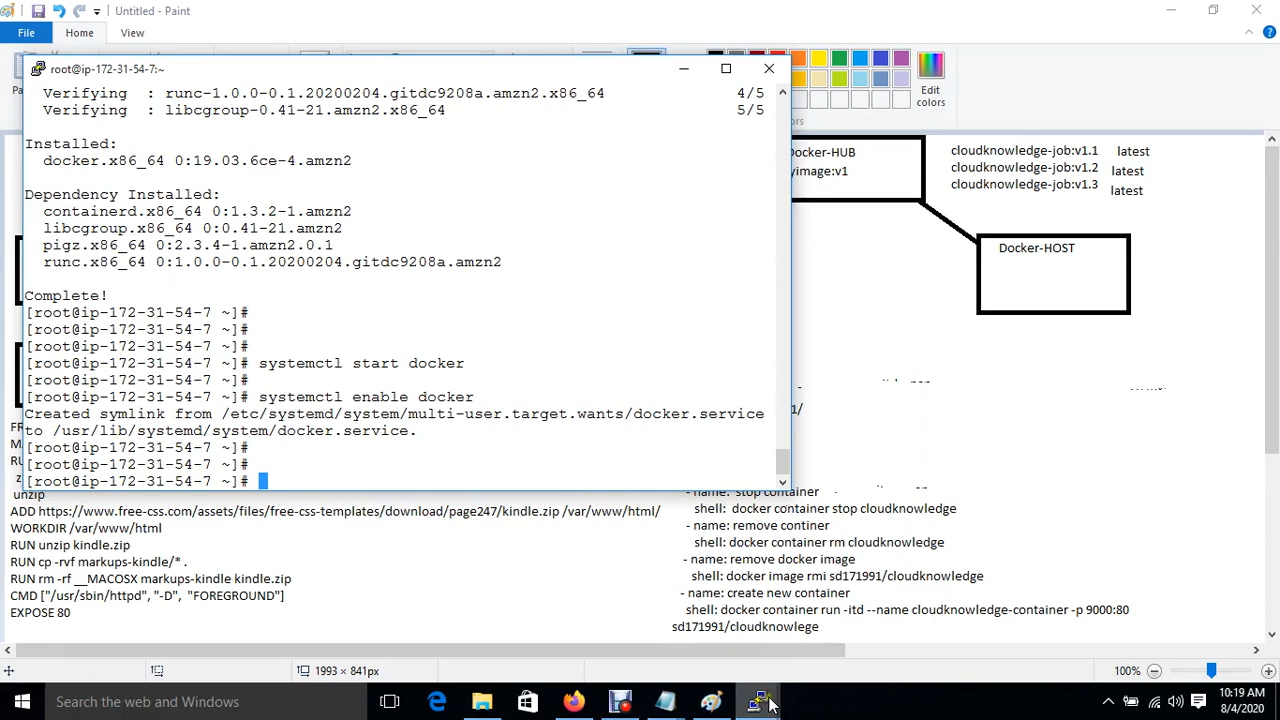 Untitled - Paint
File
Home
View
root@ip-172-31-54-7:~
Verifying  : runc-1.0.0-0.1.20200204.gitdc9208a.amzn2.x86_64  4/5
Verifying  : libcgroup-0.41-21.amzn2.x86_64  5/5
Installed:
docker.x86_64 0:19.03.6ce-4.amzn2
Dependency Installed:
containerd.x86_64 0:1.3.2-1.amzn2
libcgroup.x86_64 0:0.41-21.amzn2
pigz.x86_64 0:2.3.4-1.amzn2.0.1
runc.x86_64 0:1.0.0-0.1.20200204.gitdc9208a.amzn2
Complete!
[root@ip-172-31-54-7 ~]#
[root@ip-172-31-54-7 ~]#
[root@ip-172-31-54-7 ~]#
[root@ip-172-31-54-7 ~]# systemctl start docker
[root@ip-172-31-54-7 ~]#
[root@ip-172-31-54-7 ~]# systemctl enable docker
Created symlink from /etc/systemd/system/multi-user.target.wants/docker.service
to /usr/lib/systemd/system/docker.service.
[root@ip-172-31-54-7 ~]#
[root@ip-172-31-54-7 ~]#
[root@ip-172-31-54-7 ~]#
Edit
colors
Docker-HUB
yimage:v1
cloudknowledge-job:v1.1 latest
cloudknowledge-job:v1.2 latest
cloudknowledge-job:v1.3 latest
Docker-HOST
unzip
ADD https://www.free-css.com/assets/files/free-css-templates/download/page247/kindle.zip /var/www/html/
WORKDIR /var/www/html
RUN unzip kindle.zip
RUN cp -rvf markups-kindle/* .
RUN rm -rf __MACOSX markups-kindle kindle.zip
CMD ["/usr/sbin/httpd", "-D", "FOREGROUND"]
EXPOSE 80
- name: stop container
shell: docker container stop cloudknowledge
- name: remove continer
shell: docker container rm cloudknowledge
- name: remove docker image
shell: docker image rmi sd171991/cloudknowledge
- name: create new container
shell: docker container run -itd --name cloudknowledge-container -p 9000:80
sd171991/cloudknowlege
1993 × 841px
100%
Search the web and Windows
10:19 AM
8/4/2020